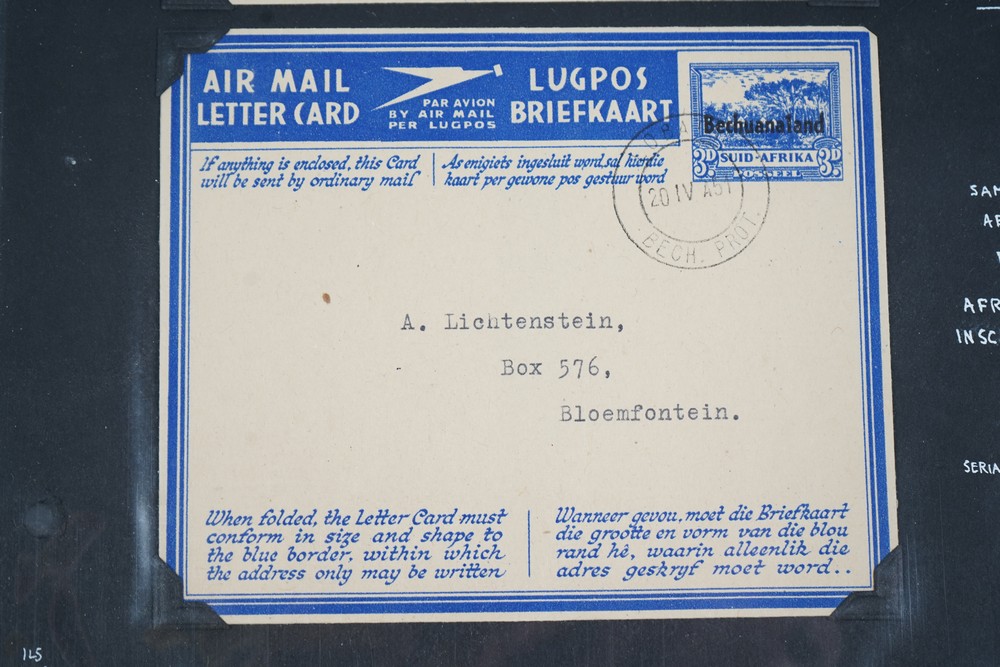 AIR MAIL
LETTER CARD
PAR AVION
BY AIR MAIL
PER LUGPOS
LUGPOS
BRIEFKAART
Bechuanaland
3D SUID-AFRIKA 3D
POSSEEL
If anything is enclosed, this Card
will be sent by ordinary mail
As enigiets ingesluit word, sal hierdie
kaart per gewone pos gestuur word
20 IV A51
BECH. PROT.
A. Lichtenstein,
Box 576,
Bloemfontein.
When folded, the Letter Card must
conform in size and shape to
the blue border, within which
the address only may be written
Wanneer gevou, moet die Briefkaart
die grootte en vorm van die blou
rand hê, waarin alleenlik die
adres geskryf moet word..
AFR
INSC
SERIA